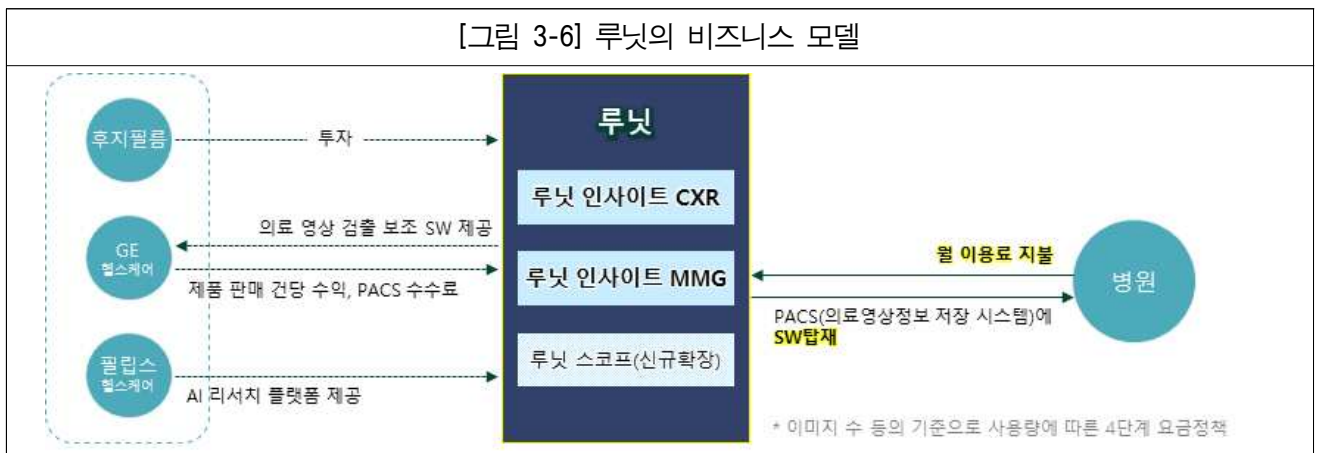 [그림 3-6] 루닛의 비즈니스 모델
후지필름
투자
루닛
루닛 인사이트 CXR
의료 영상 검출 보조 SW 제공
GE
헬스케어
제품 판매 건당 수익, PACS 수수료
루닛 인사이트 MMG
월 이용료 지불
병원
PACS(의료영상정보 저장 시스템)에
SW탑재
필립스
헬스케어
AI 리서치 플랫폼 제공
루닛 스코프(신규확장)
* 이미지 수 등의 기준으로 사용량에 따른 4단계 요금정책